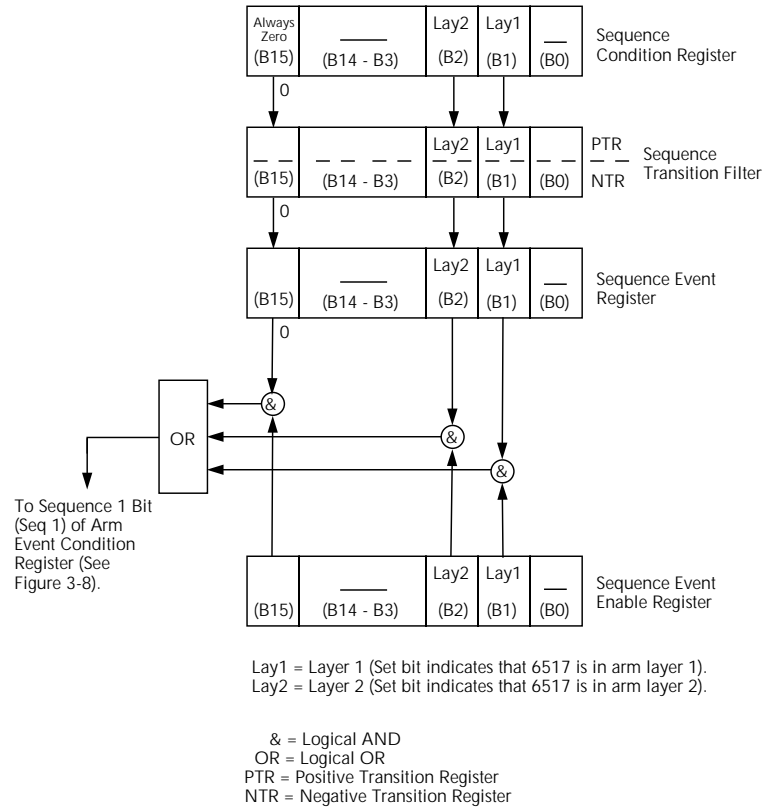 Always
Zero
(B15)
(B14 - B3)
Lay2
(B2)
Lay1
(B1)
(B0)
Sequence
Condition Register
0
(B15)
(B14 - B3)
Lay2
(B2)
Lay1
(B1)
(B0)
PTR
NTR
Sequence
Transition Filter
0
(B15)
(B14 - B3)
Lay2
(B2)
Lay1
(B1)
(B0)
Sequence Event
Register
0
&
OR
&
&
To Sequence 1 Bit
(Seq 1) of Arm
Event Condition
Register (See
Figure 3-8).
(B15)
(B14 - B3)
Lay2
(B2)
Lay1
(B1)
(B0)
Sequence Event
Enable Register
Lay1 = Layer 1 (Set bit indicates that 6517 is in arm layer 1).
Lay2 = Layer 2 (Set bit indicates that 6517 is in arm layer 2).
& = Logical AND
OR = Logical OR
PTR = Positive Transition Register
NTR = Negative Transition Register